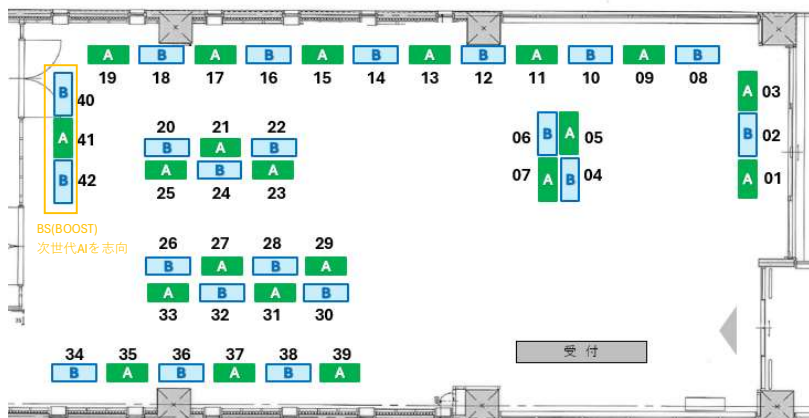 A B A B A B A B A B A B
19 18 17 16 15 14 13 12 11 10 09 08
B 40
A 41
B 42
BS(BOOST)
次世代AIを志向
A 03
B 02
A 01
20 21 22
B A B
A B A
25 24 23
06 B A 05
07 A B 04
26 27 28 29
B A B A
A B A B
33 32 31 30
受付
34 35 36 37 38 39
B A B A B A